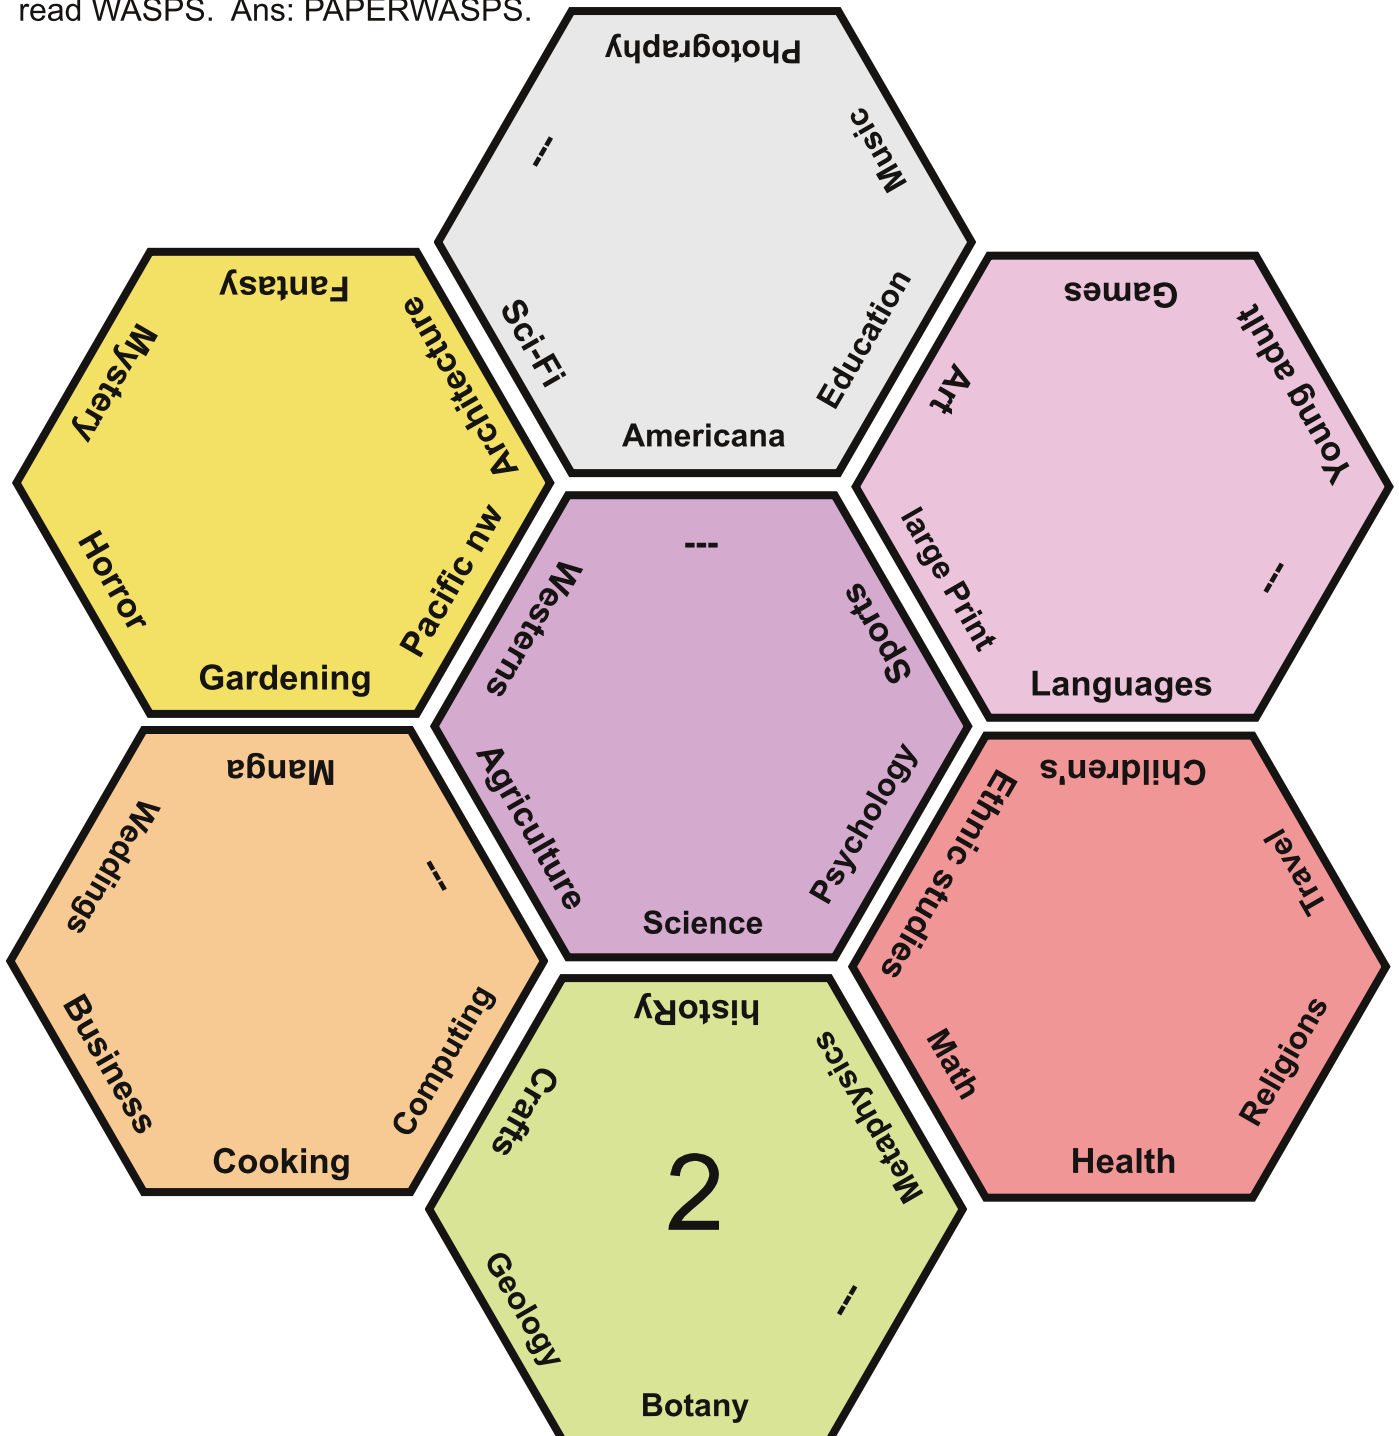 read WASPS.  Ans: PAPERWASPS.
Photography
Music
---
Sci-Fi
Education
Americana
Fantasy
Mystery
Architecture
Horror
Pacific nw
Gardening
Games
Young adult
Art
large Print
---
Languages
---
Westerns
Sports
Agriculture
Psychology
Science
Manga
Weddings
---
Business
Computing
Cooking
Children's
Ethnic studies
Travel
Math
Religions
Health
histoRy
Crafts
Metaphysics
2
Geology
---
Botany